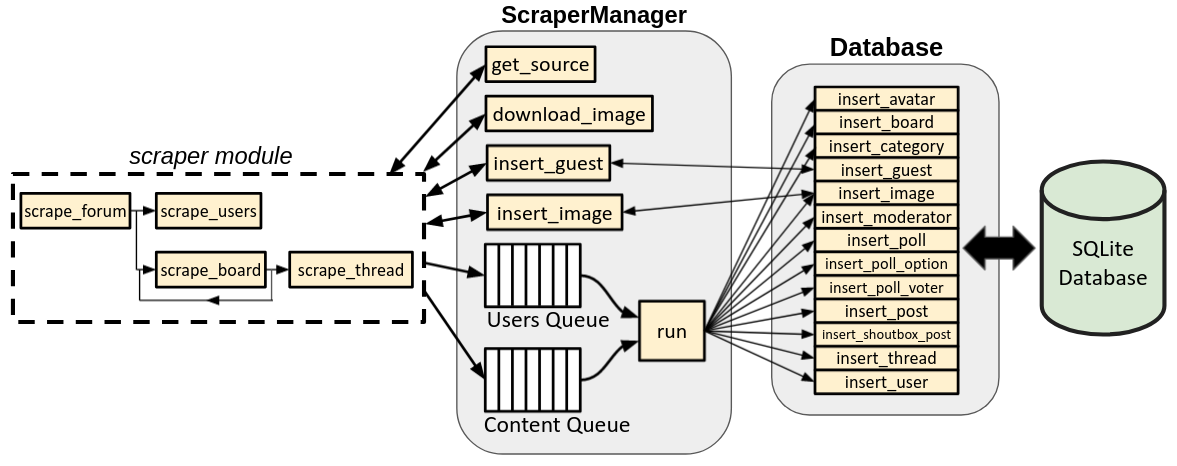 ScraperManager
Database
scraper module
scrape_forum
scrape_users
scrape_board
scrape_thread
get_source
download_image
insert_guest
insert_image
Users Queue
Content Queue
run
insert_avatar
insert_board
insert_category
insert_guest
insert_image
insert_moderator
insert_poll
insert_poll_option
insert_poll_voter
insert_post
insert_shoutbox_post
insert_thread
insert_user
SQLite
Database